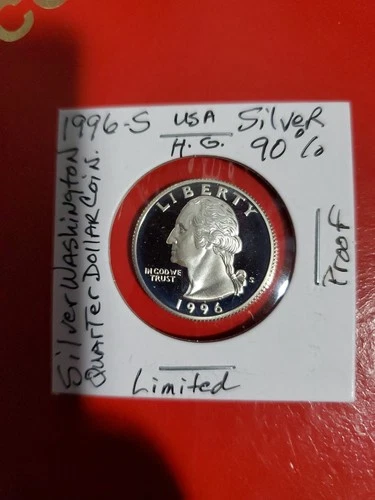 1996-S USA Silver
H.G. 90%
Silver Washington
Quarter Dollar Coin.
LIBERTY
IN GOD WE
TRUST
S
1996
Proof
Limited